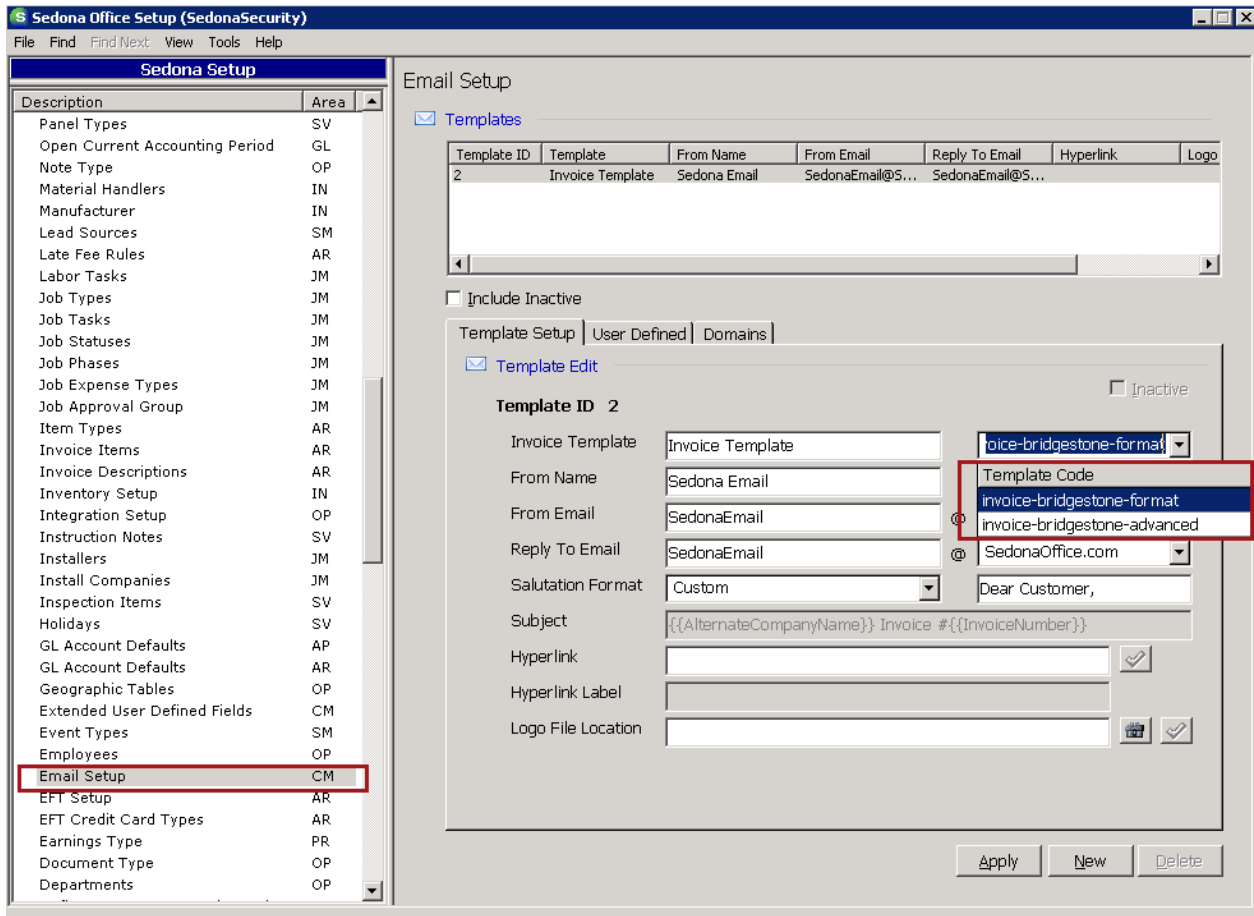 Sedona Office Setup (SedonaSecurity)
File Find Find Next View Tools Help
Sedona Setup
Description Area
Panel Types SV
Open Current Accounting Period GL
Note Type OP
Material Handlers IN
Manufacturer IN
Lead Sources SM
Late Fee Rules AR
Labor Tasks JM
Job Types JM
Job Tasks JM
Job Statuses JM
Job Phases JM
Job Expense Types JM
Job Approval Group JM
Item Types AR
Invoice Items AR
Invoice Descriptions AR
Inventory Setup IN
Integration Setup OP
Instruction Notes SV
Installers JM
Install Companies JM
Inspection Items SV
Holidays SV
GL Account Defaults AP
GL Account Defaults AR
Geographic Tables OP
Extended User Defined Fields CM
Event Types SM
Employees OP
Email Setup CM
EFT Setup AR
EFT Credit Card Types AR
Earnings Type PR
Document Type OP
Departments OP
Email Setup
Templates
Template ID Template From Name From Email Reply To Email Hyperlink Logo
2 Invoice Template Sedona Email SedonaEmail@S... SedonaEmail@S...
Include Inactive
Template Setup User Defined Domains
Template Edit
Inactive
Template ID 2
Invoice Template Invoice Template oice-bridgestone-format
Template Code
invoice-bridgestone-format
invoice-bridgestone-advanced
From Name Sedona Email
From Email SedonaEmail @
Reply To Email SedonaEmail @ SedonaOffice.com
Salutation Format Custom Dear Customer,
Subject {{AlternateCompanyName}} Invoice #{{InvoiceNumber}}
Hyperlink
Hyperlink Label
Logo File Location
Apply New Delete